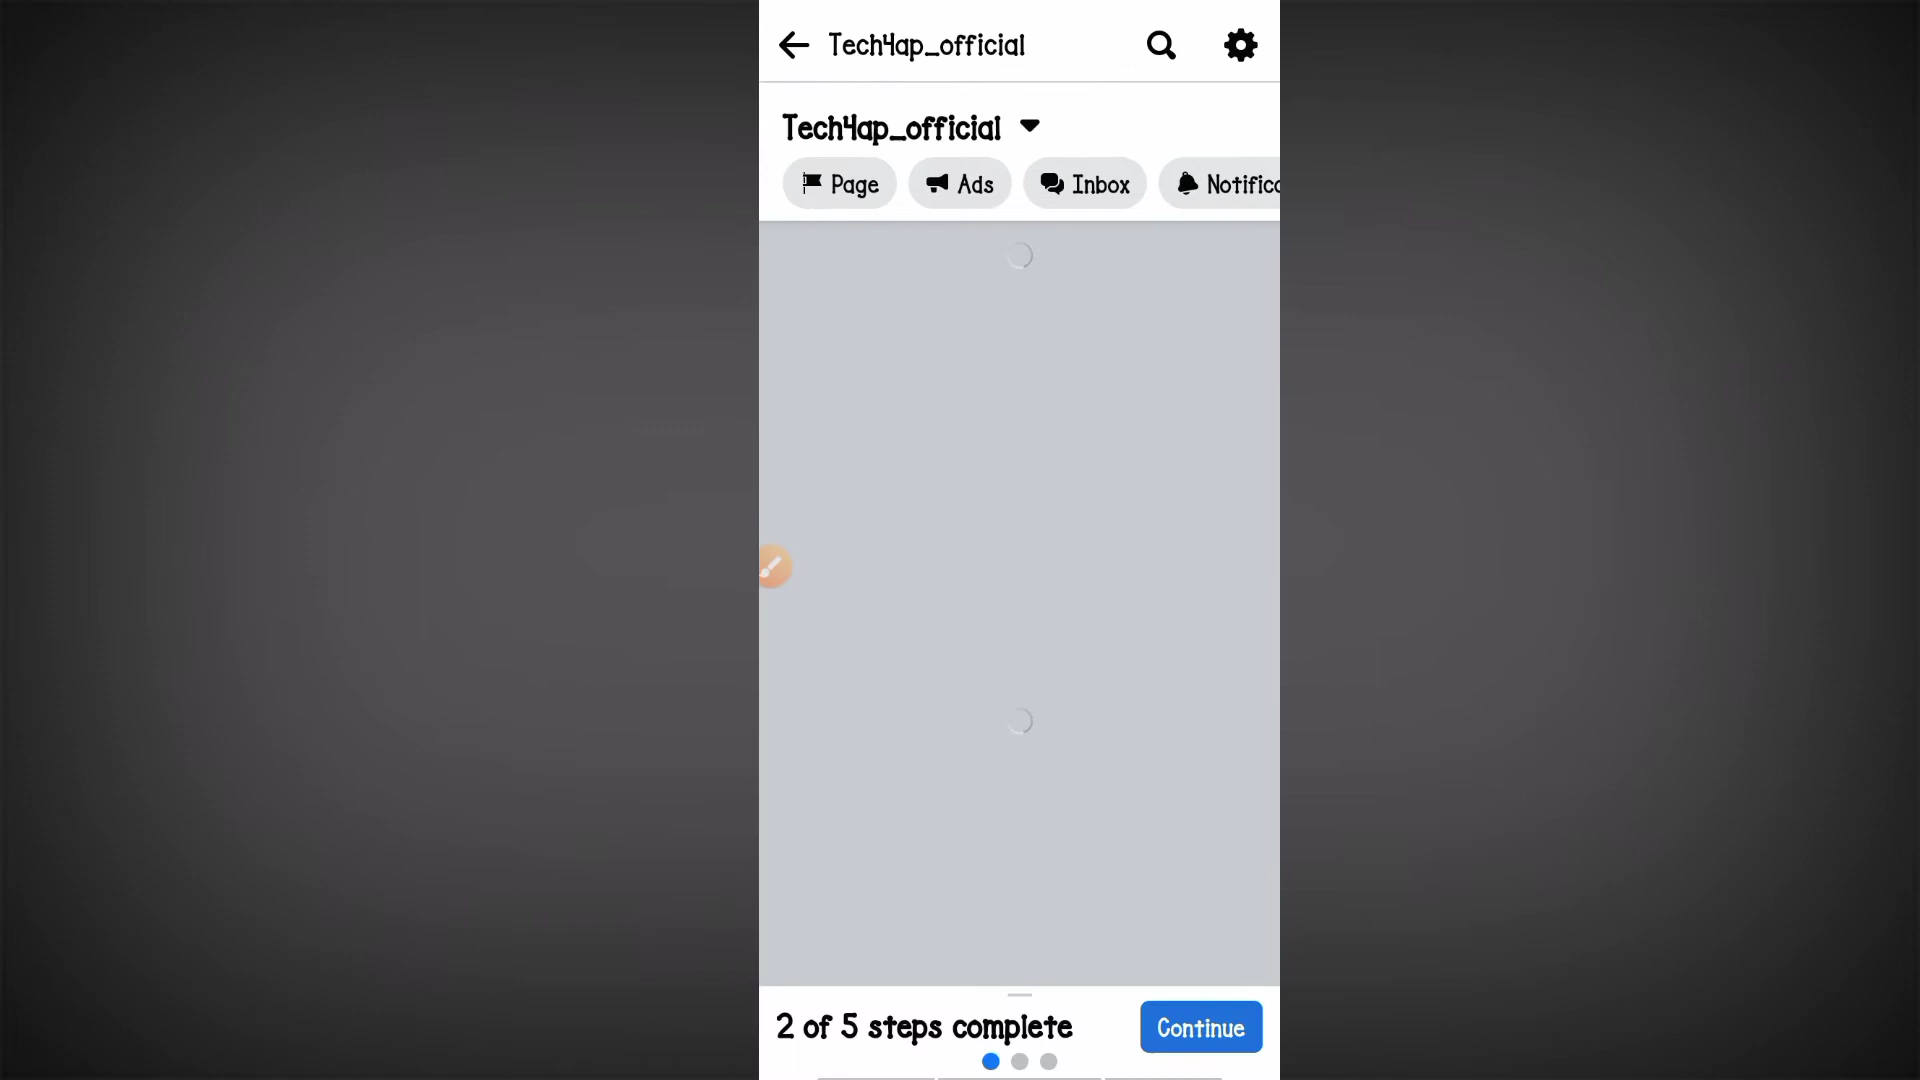 Tech4ap_official
Tech4ap_official
Page Ads Inbox
2 of 5 steps complete
Continue